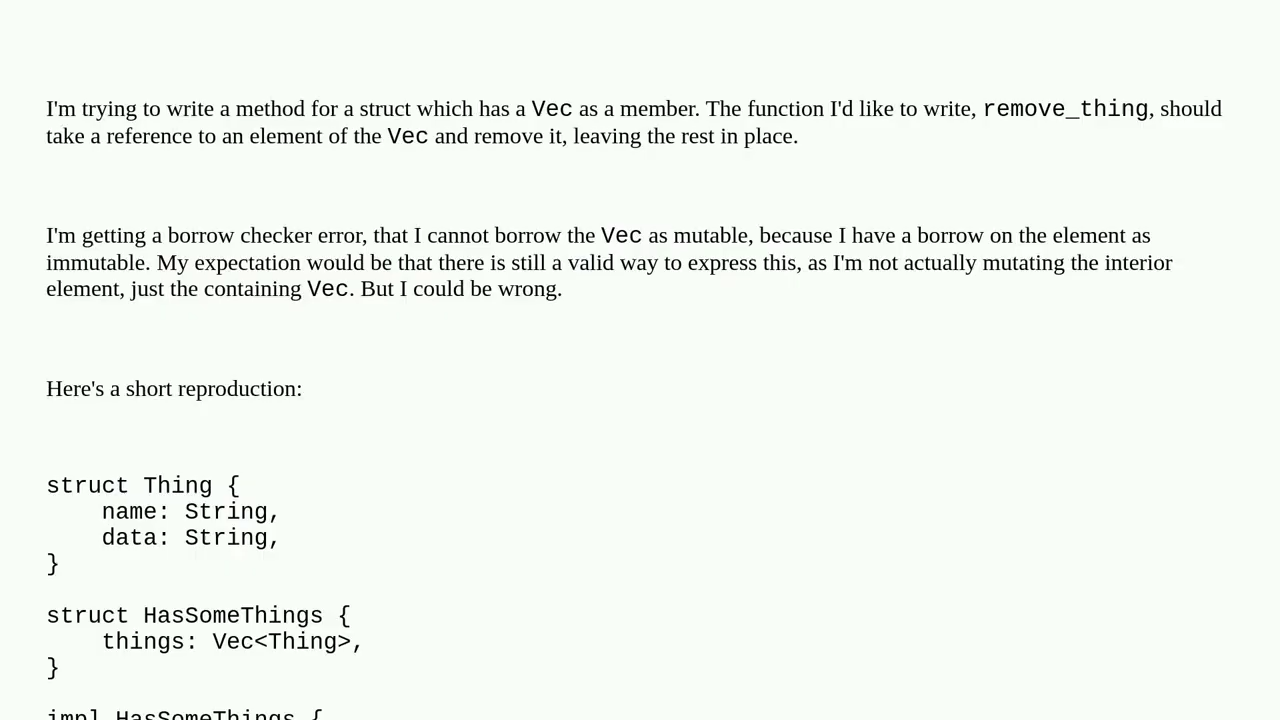 I'm trying to write a method for a struct which has a Vec as a member. The function I'd like to write, remove_thing, should
take a reference to an element of the Vec and remove it, leaving the rest in place.
I'm getting a borrow checker error, that I cannot borrow the Vec as mutable, because I have a borrow on the element as
immutable. My expectation would be that there is still a valid way to express this, as I'm not actually mutating the interior
element, just the containing Vec. But I could be wrong.
Here's a short reproduction:
struct Thing {
    name: String,
    data: String,
}
struct HasSomeThings {
    things: Vec<Thing>,
}
impl HasSomeThings {